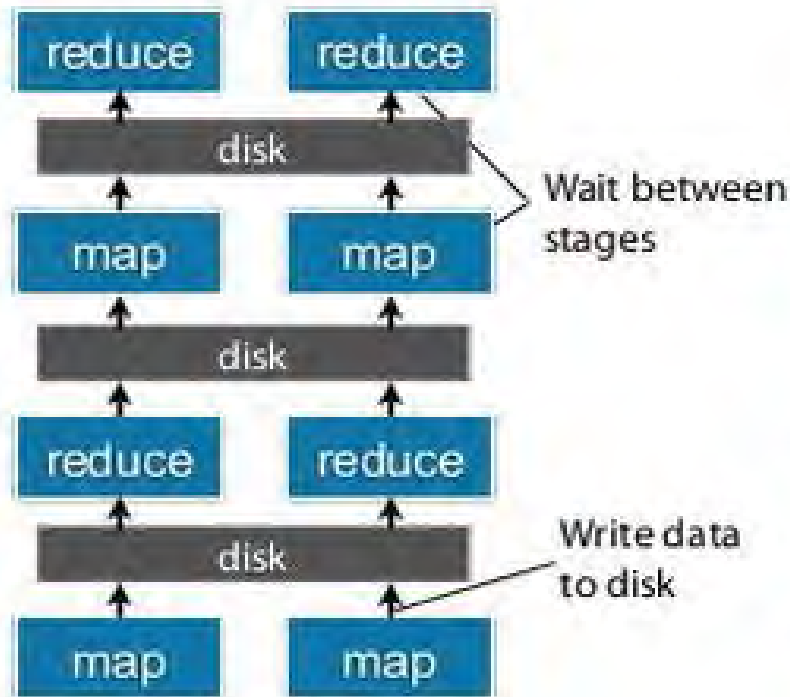 reduce reduce
disk
Wait between
stages
map map
disk
reduce reduce
Write data
to disk
disk
map map